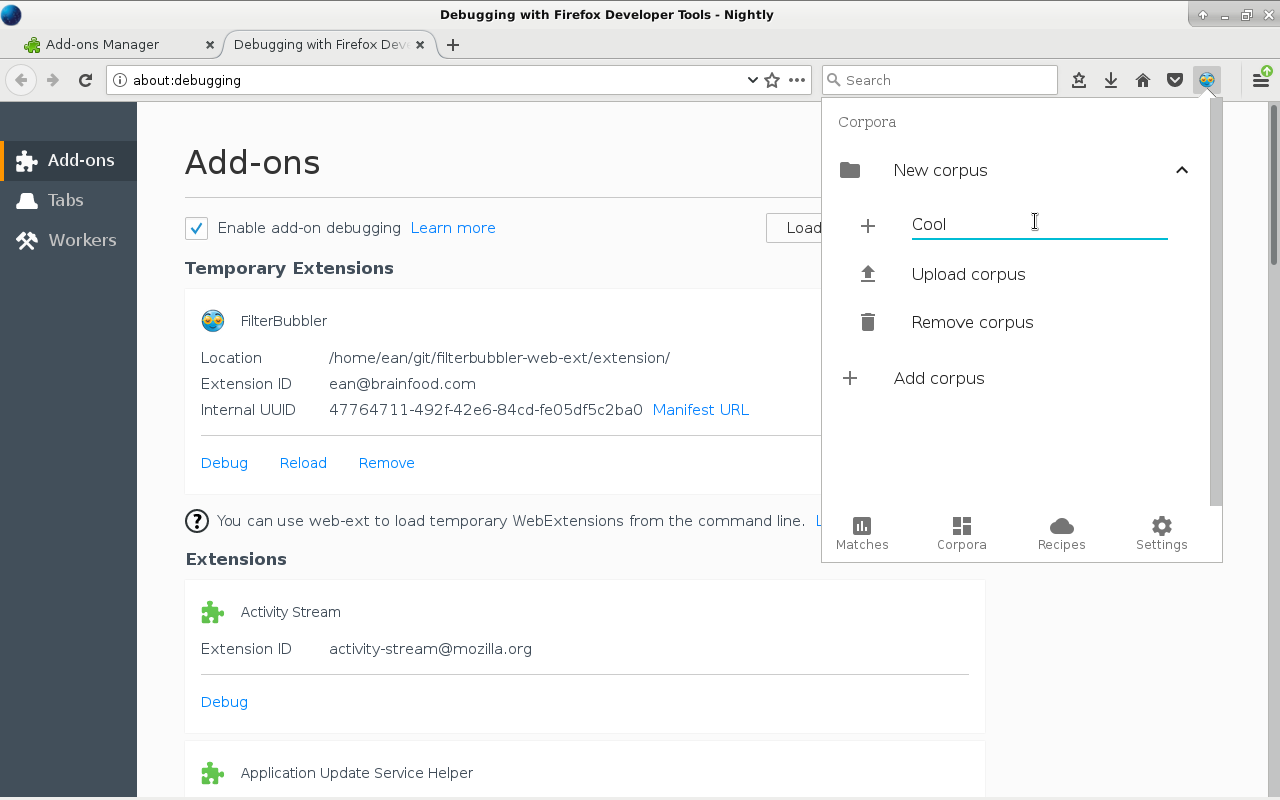 Debugging with Firefox Developer Tools - Nightly
Add-ons Manager
Debugging with Firefox Dev
about:debugging
Search
Add-ons
Tabs
Workers
Add-ons
Enable add-on debugging Learn more
Load
Temporary Extensions
FilterBubbler
Location /home/ean/git/filterbubbler-web-ext/extension/
Extension ID ean@brainfood.com
Internal UUID 47764711-492f-42e6-84cd-fe05df5c2ba0 Manifest URL
Debug Reload Remove
You can use web-ext to load temporary WebExtensions from the command line. L
Extensions
Activity Stream
Extension ID activity-stream@mozilla.org
Debug
Application Update Service Helper
Corpora
New corpus
Cool
Upload corpus
Remove corpus
Add corpus
Matches Corpora Recipes Settings